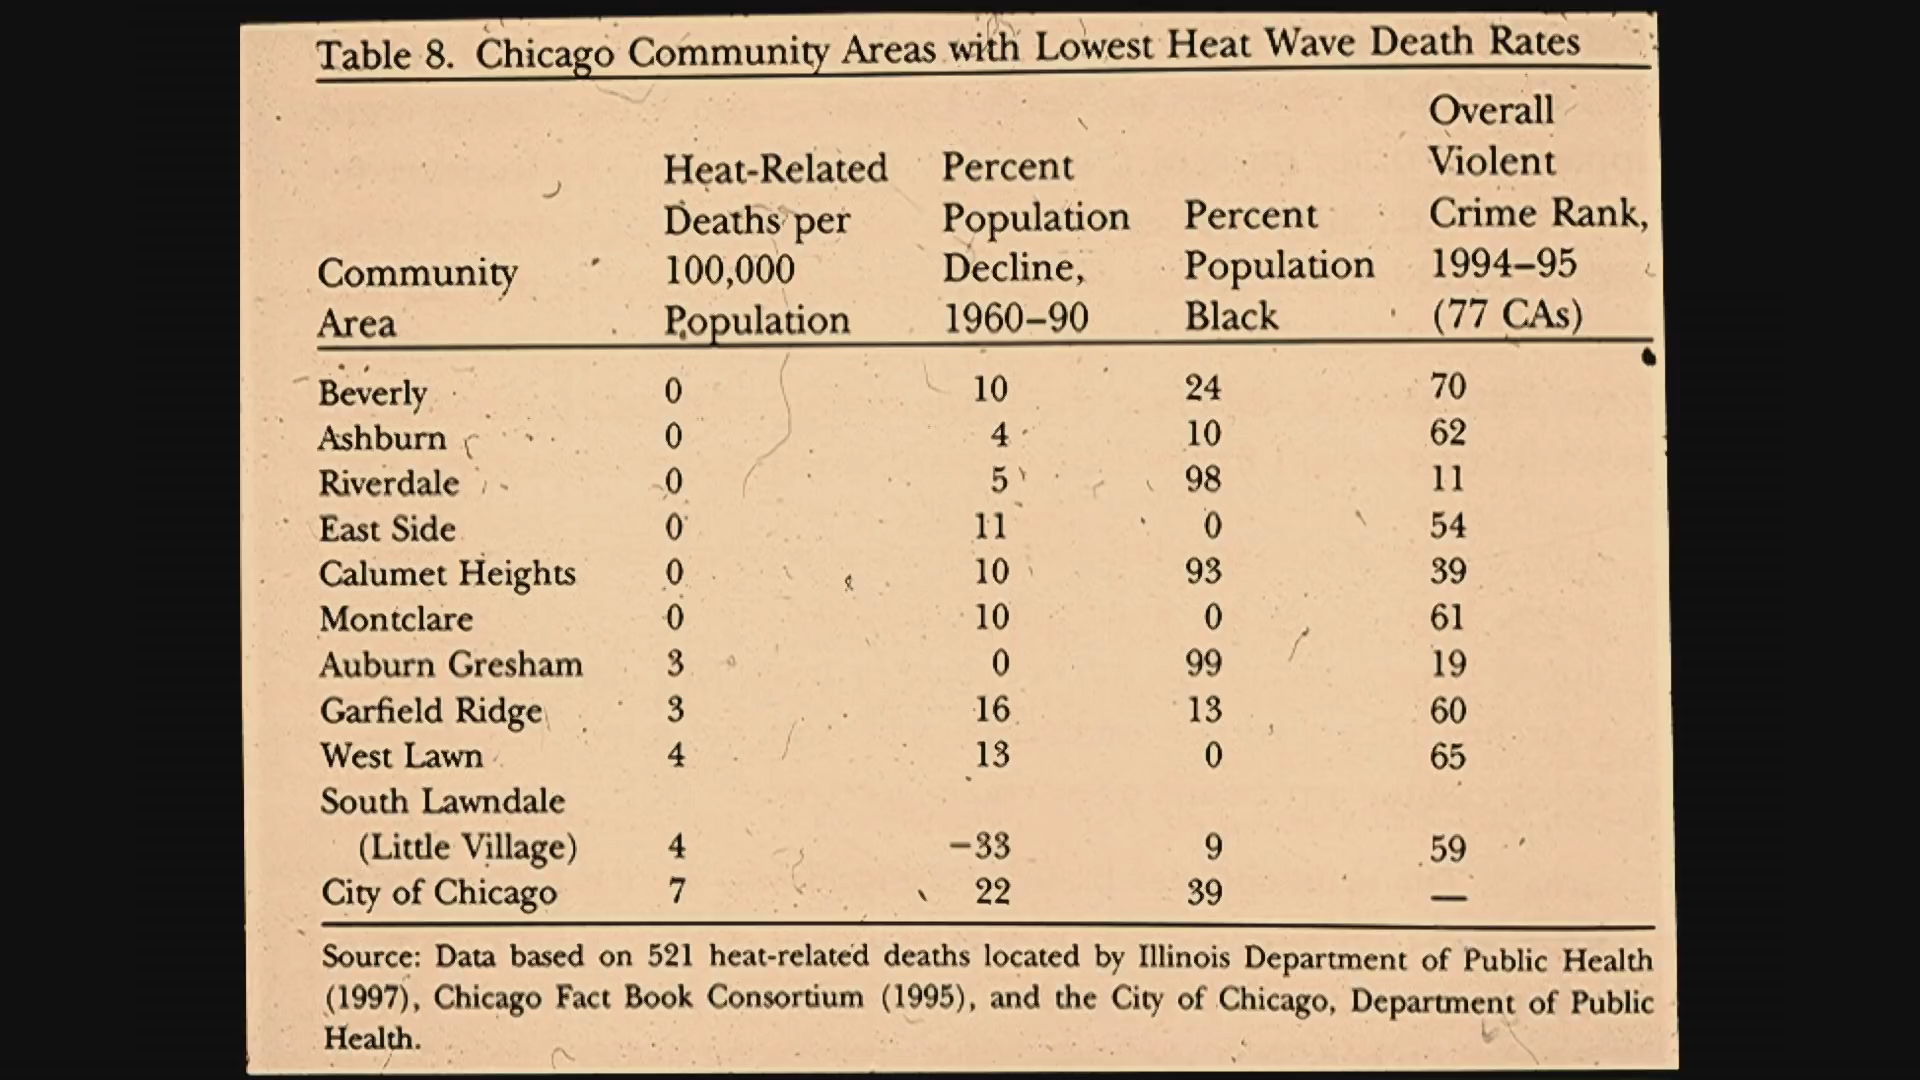 Table 8. Chicago Community Areas with Lowest Heat Wave Death Rates
Community Area | Heat-Related Deaths per 100,000 Population | Percent Population Decline, 1960–90 | Percent Population Black | Overall Violent Crime Rank, 1994–95 (77 CAs)
Beverly 0 10 24 70
Ashburn 0 4 10 62
Riverdale 0 5 98 11
East Side 0 11 0 54
Calumet Heights 0 10 93 39
Montclare 0 10 0 61
Auburn Gresham 3 0 99 19
Garfield Ridge 3 16 13 60
West Lawn 4 13 0 65
South Lawndale
(Little Village) 4 −33 9 59
City of Chicago 7 22 39 —
Source: Data based on 521 heat-related deaths located by Illinois Department of Public Health
(1997), Chicago Fact Book Consortium (1995), and the City of Chicago, Department of Public
Health.